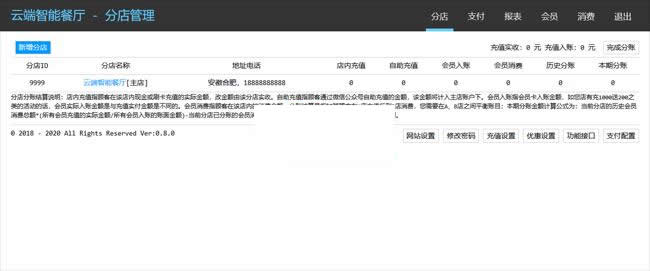 云端智能餐厅 - 分店管理
分店 支付 报表 会员 消费 退出
新增分店 充值实收: 0 元 充值入账: 0 元 完成分账
分店ID 分店名称 地址电话 店内充值 自助充值 会员入账 会员消费 历史分账 本期分账
9999 云端智能餐厅[主店] 安徽合肥, 18888888888 0 0 0 0 0 0
分店分账结算说明: 店内充值指顾客在该店内现金或刷卡充值的实际金额, 改金额由该分店实收。自助充值指顾客通过微信公众号自助充值的金额, 该金额将计入主店账户下。会员入账指会员卡入账金额, 如您店有充1000送200之
类的活动的话, 会员实际入账金额是与充值实付金额是不同的。会员消费指顾客在该店内
店消费, 您需要在A、B店之间平衡账目: 本期分账金额计算公式为: 当前分店的历史会员
消费总额*(所有会员充值的实际金额/所有会员入账的账面金额)-当前分店已分账的会员
© 2018 - 2020 All Rights Reserved Ver:0.8.0 网站设置 修改密码 充值设置 优惠设置 功能接口 支付配置